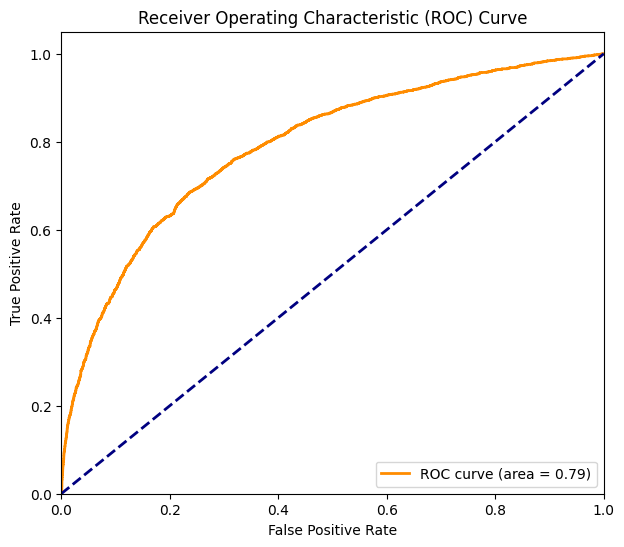 Receiver Operating Characteristic (ROC) Curve
1.0
0.8
0.6
0.4
0.2
0.0
True Positive Rate
ROC curve (area = 0.79)
0.0 0.2 0.4 0.6 0.8 1.0
False Positive Rate